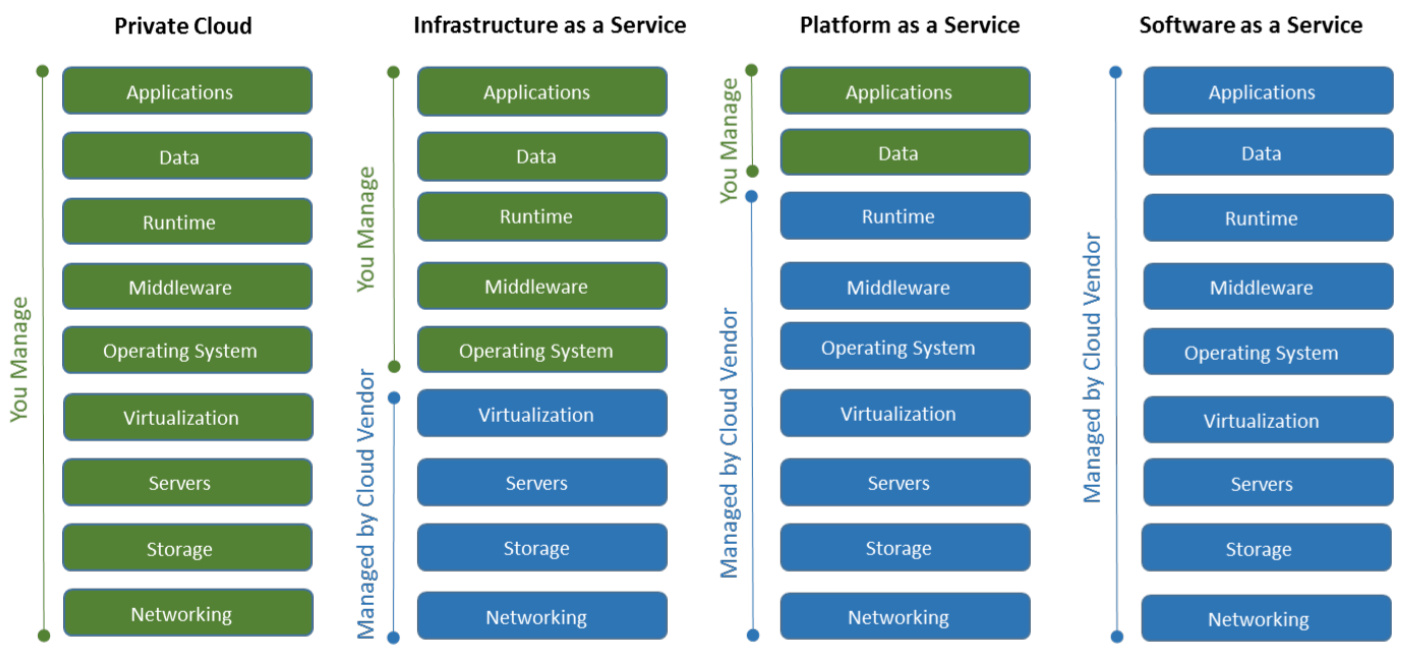 Private Cloud
Infrastructure as a Service
Platform as a Service
Software as a Service
You Manage
Applications
Data
Runtime
Middleware
Operating System
Virtualization
Servers
Storage
Networking
You Manage
Managed by Cloud Vendor
Applications
Data
Runtime
Middleware
Operating System
Virtualization
Servers
Storage
Networking
You Manage
Managed by Cloud Vendor
Applications
Data
Runtime
Middleware
Operating System
Virtualization
Servers
Storage
Networking
Managed by Cloud Vendor
Applications
Data
Runtime
Middleware
Operating System
Virtualization
Servers
Storage
Networking